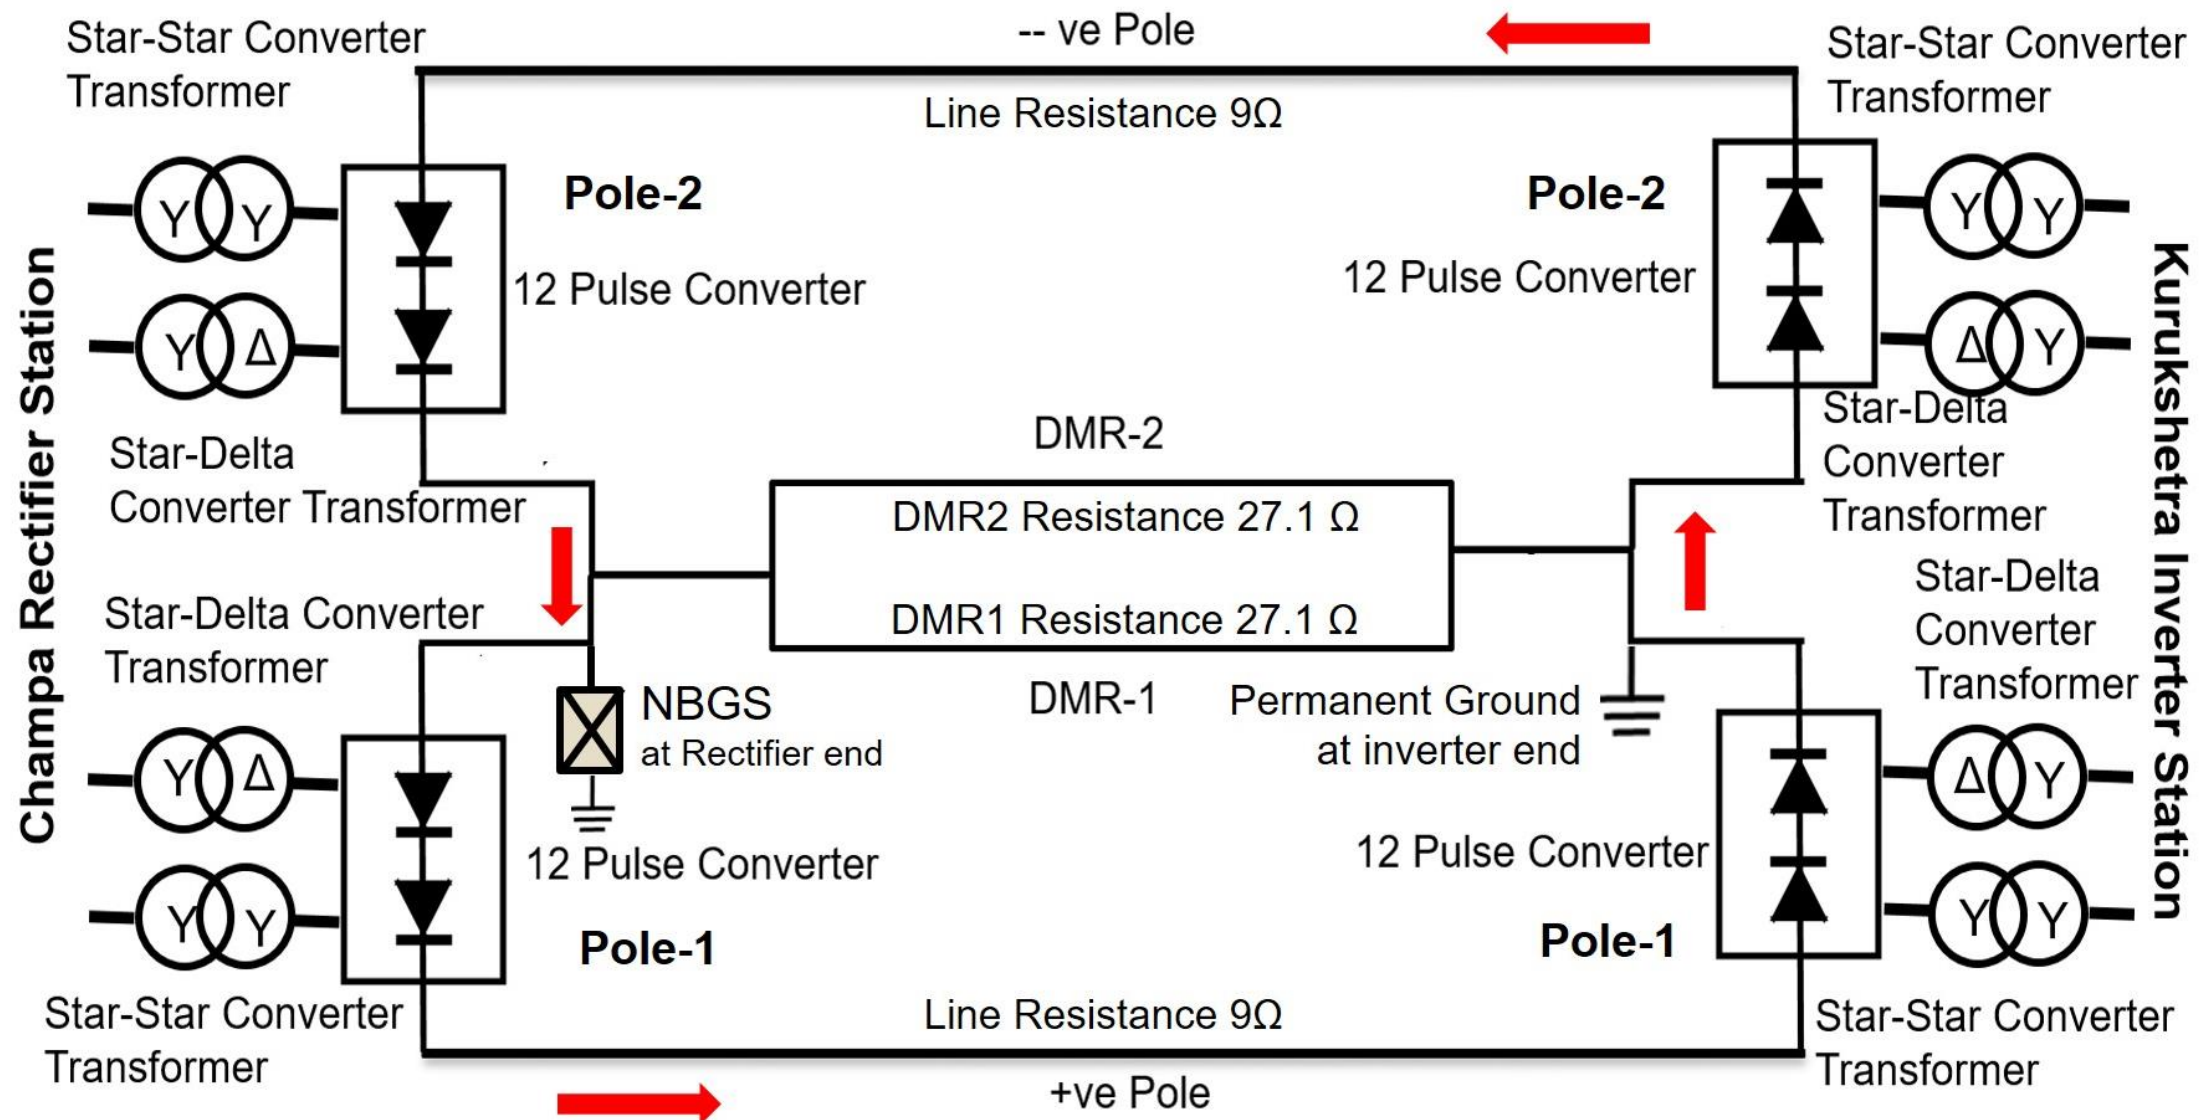 -- ve Pole
Star-Star Converter
Transformer
Star-Star Converter
Transformer
Line Resistance 9Ω
Pole-2
Pole-2
Y Y
Y Y
12 Pulse Converter
12 Pulse Converter
Y Δ
Δ Y
Champa Rectifier Station
Kurukshetra Inverter Station
Star-Delta
Converter Transformer
Star-Delta
Converter
Transformer
DMR-2
DMR2 Resistance 27.1 Ω
DMR1 Resistance 27.1 Ω
DMR-1
Star-Delta Converter
Transformer
Star-Delta
Converter
Transformer
NBGS
at Rectifier end
Permanent Ground
at inverter end
Y Δ
Δ Y
12 Pulse Converter
12 Pulse Converter
Y Y
Y Y
Pole-1
Pole-1
Star-Star Converter
Transformer
Line Resistance 9Ω
Star-Star Converter
Transformer
+ve Pole